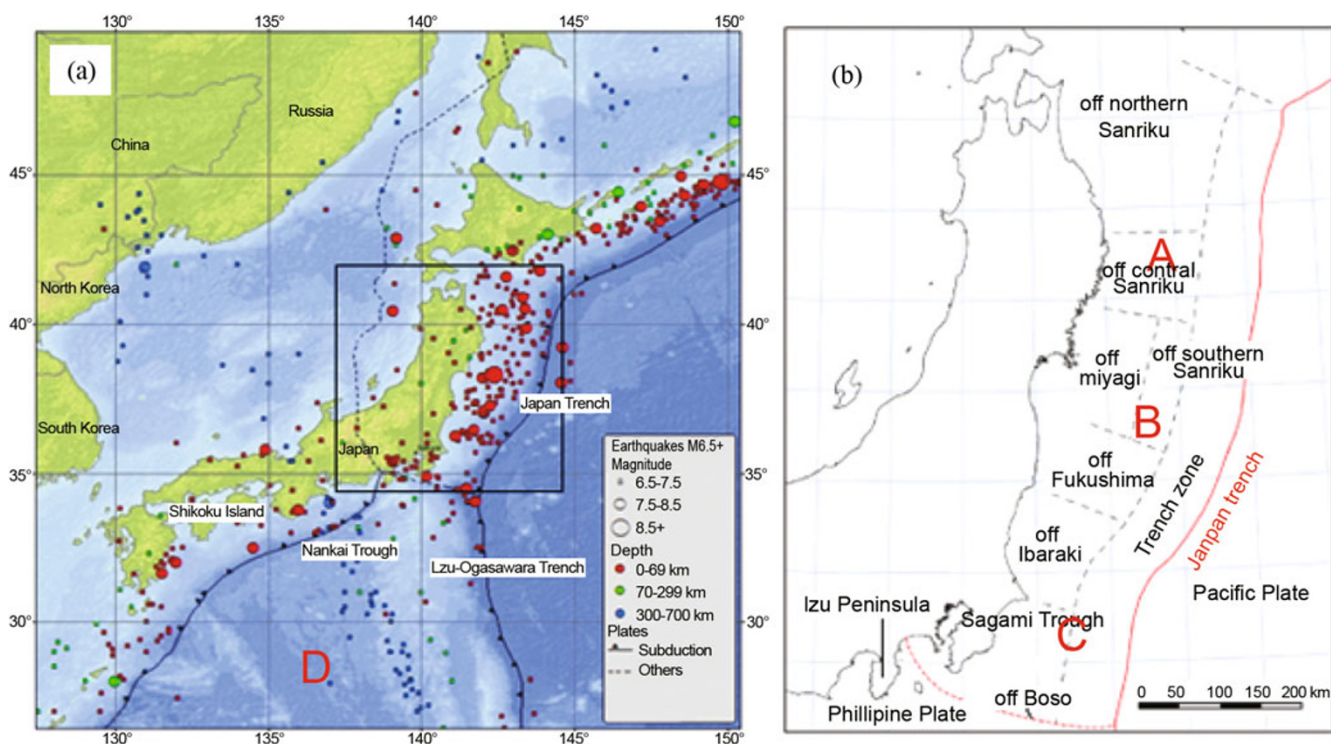 130°
135°
140°
145°
150°
(a)
Russia
China
45°
45°
North Korea
40°
40°
South Korea
Japan Trench
Japan
35°
35°
Shikoku Island
Nankai Trough
Lzu-Ogasawara Trench
30°
30°
D
Earthquakes M6.5+
Magnitude
6.5-7.5
7.5-8.5
8.5+
Depth
0-69 km
70-299 km
300-700 km
Plates
Subduction
Others
130°
135°
140°
145°
150°
(b)
off northern
Sanriku
A
off contral
Sanriku
off
miyagi
off southern
Sanriku
B
off
Fukushima
Trench zone
Janpan trench
off
Ibaraki
Pacific Plate
Izu Peninsula
Sagami Trough
C
off Boso
Phillipine Plate
0 50 100 150 200 km